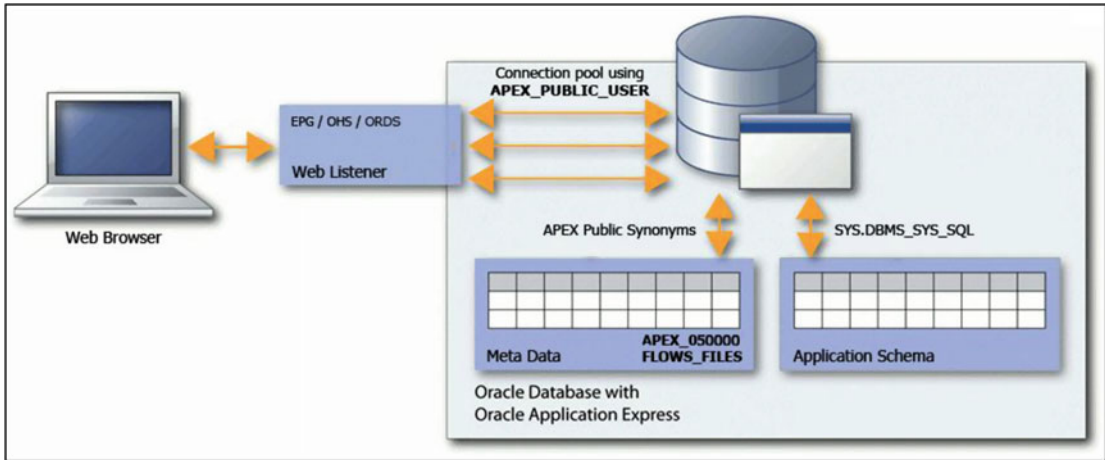 Connection pool using
APEX_PUBLIC_USER
EPG / OHS / ORDS
Web Listener
Web Browser
APEX Public Synonyms
SYS.DBMS_SYS_SQL
Meta Data
APEX_050000
FLOWS_FILES
Application Schema
Oracle Database with
Oracle Application Express